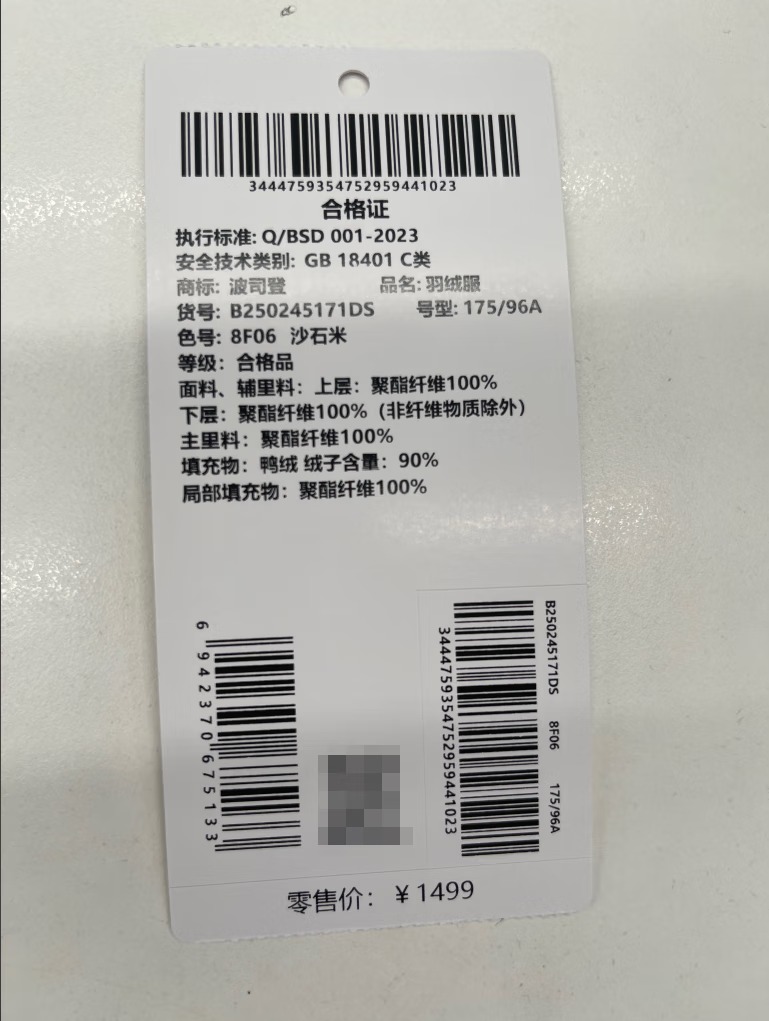 3444759354752959441023
合格证
执行标准: Q/BSD 001-2023
安全技术类别: GB 18401 C类
商标: 波司登 品名: 羽绒服
货号: B250245171DS 号型: 175/96A
色号: 8F06 沙石米
等级: 合格品
面料、辅里料: 上层: 聚酯纤维100%
下层: 聚酯纤维100% (非纤维物质除外)
主里料: 聚酯纤维100%
填充物: 鸭绒 绒子含量: 90%
局部填充物: 聚酯纤维100%
6942370675133
3444759354752959441023
B250245171DS 8F06 175/96A
零售价: ¥1499